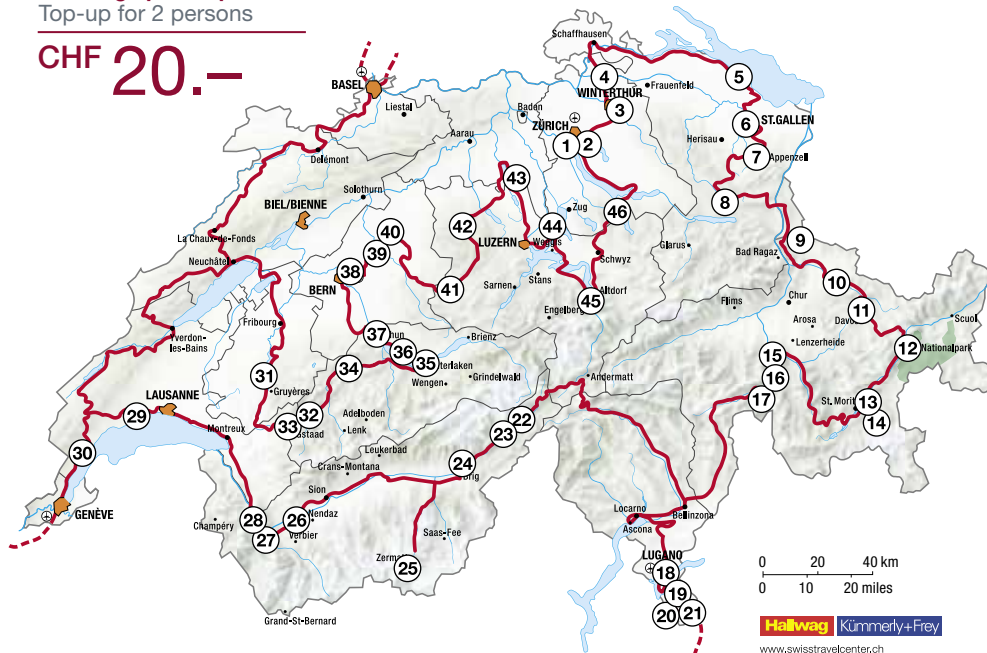 Top-up for 2 persons
CHF 20.–
Schaffhausen
BASEL
4
5
Frauenfeld
WINTERTHUR
3
Liestal
Baden
ZÜRICH
6
ST.GALLEN
Aarau
1
2
Herisau
7
Appenzell
Delémont
43
Solothurn
8
BIEL/BIENNE
Zug
46
42
44
40
La Chaux-de-Fonds
LUZERN
Weggis
9
39
Glarus
Neuchâtel
Schwyz
Bad Ragaz
38
BERN
Stans
10
41
Sarnen
45
Altdorf
Chur
11
Engelberg
Flims
Scuol
Fribourg
Arosa
Yverdon-
les-Bains
37
Brienz
Lenzerheide
12
Nationalpark
36
35
15
34
Grindelwald
31
Wengen
Andermatt
16
Gruyères
17
St. Morit
13
LAUSANNE
32
Adelboden
14
29
33
22
Lenk
23
Montreux
Leukerbad
30
24
Crans-Montana
Sion
GENÈVE
28
26
Nendaz
Locarno
Bellinzona
Champéry
Ascona
27
Verbier
Saas-Fee
25
LUGANO
18
0 20 40 km
0 10 20 miles
19
Grand-St-Bernard
20
21
Hallwag Kümmerly+Frey
www.swisstravelcenter.ch